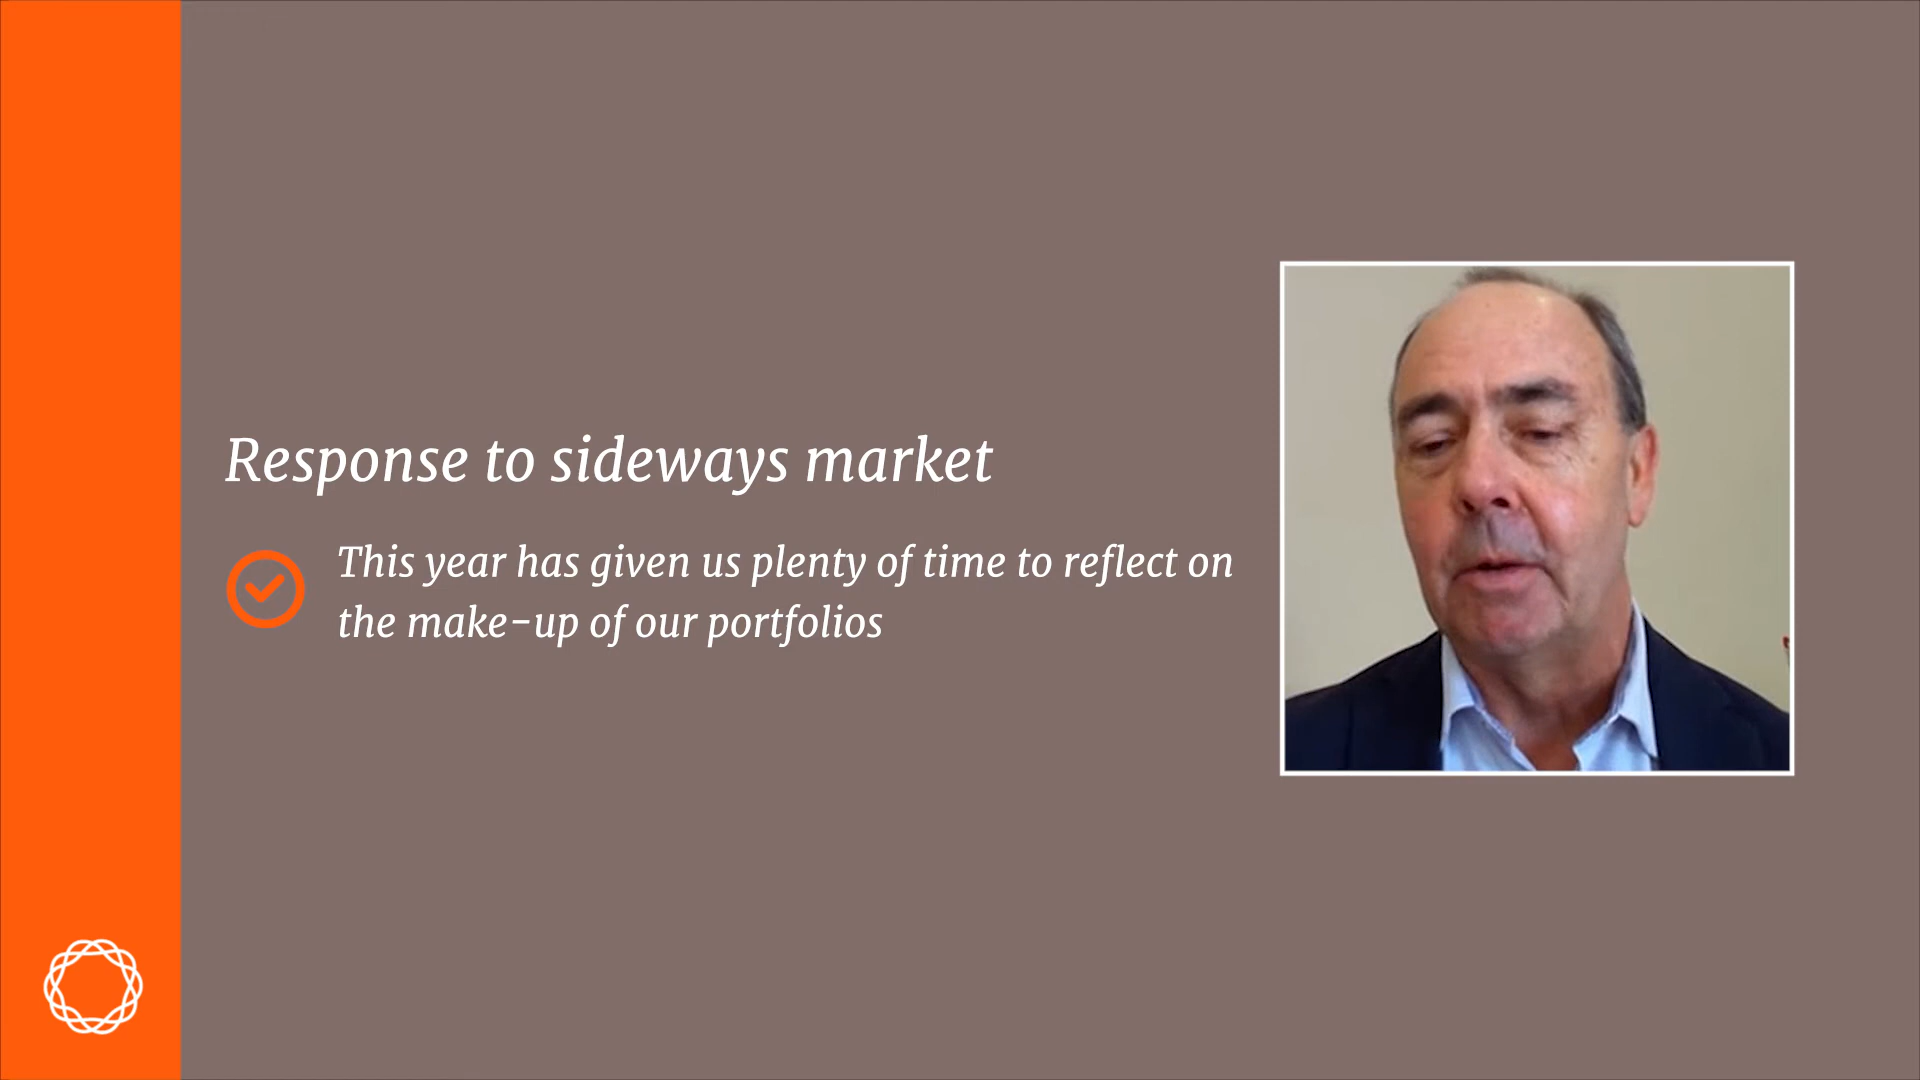 Response to sideways market
This year has given us plenty of time to reflect on
the make-up of our portfolios